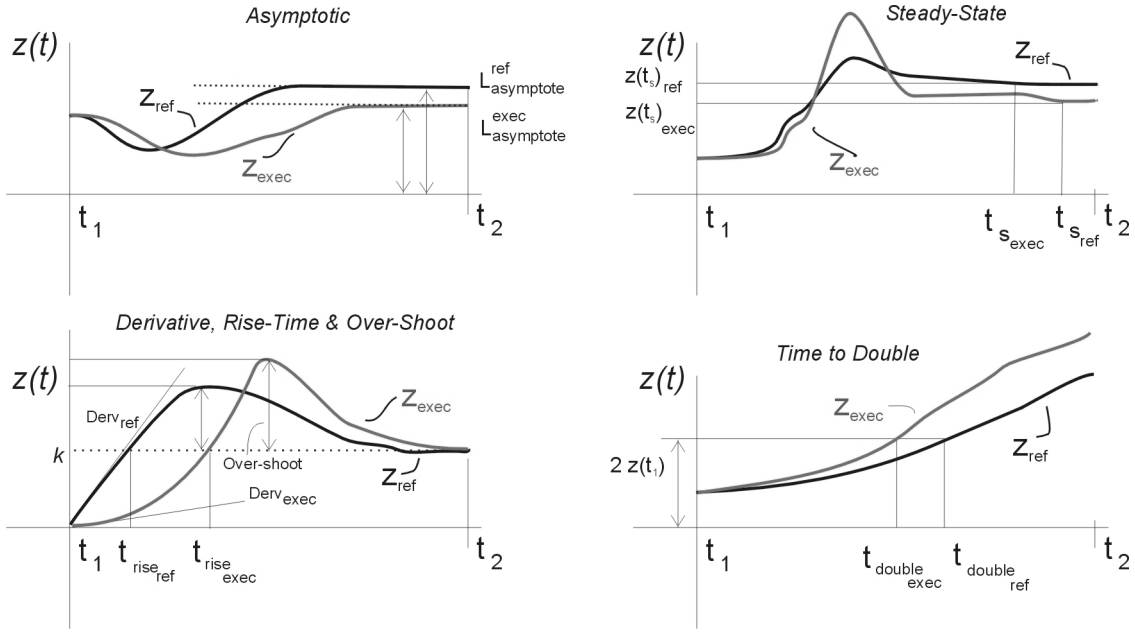 Asymptotic
z(t)
Z_ref
Z_exec
L^ref_asymptote
L^exec_asymptote
t_1
t_2
Steady-State
z(t)
z(t_s)_ref
z(t_s)_exec
Z_ref
Z_exec
t_s_exec
t_s_ref
t_1
t_2
Derivative, Rise-Time & Over-Shoot
z(t)
Derv_ref
Z_exec
k
Over-shoot
Z_ref
Derv_exec
t_1
t_rise_ref
t_rise_exec
t_2
Time to Double
z(t)
Z_exec
2 z(t_1)
Z_ref
t_1
t_double_exec
t_double_ref
t_2